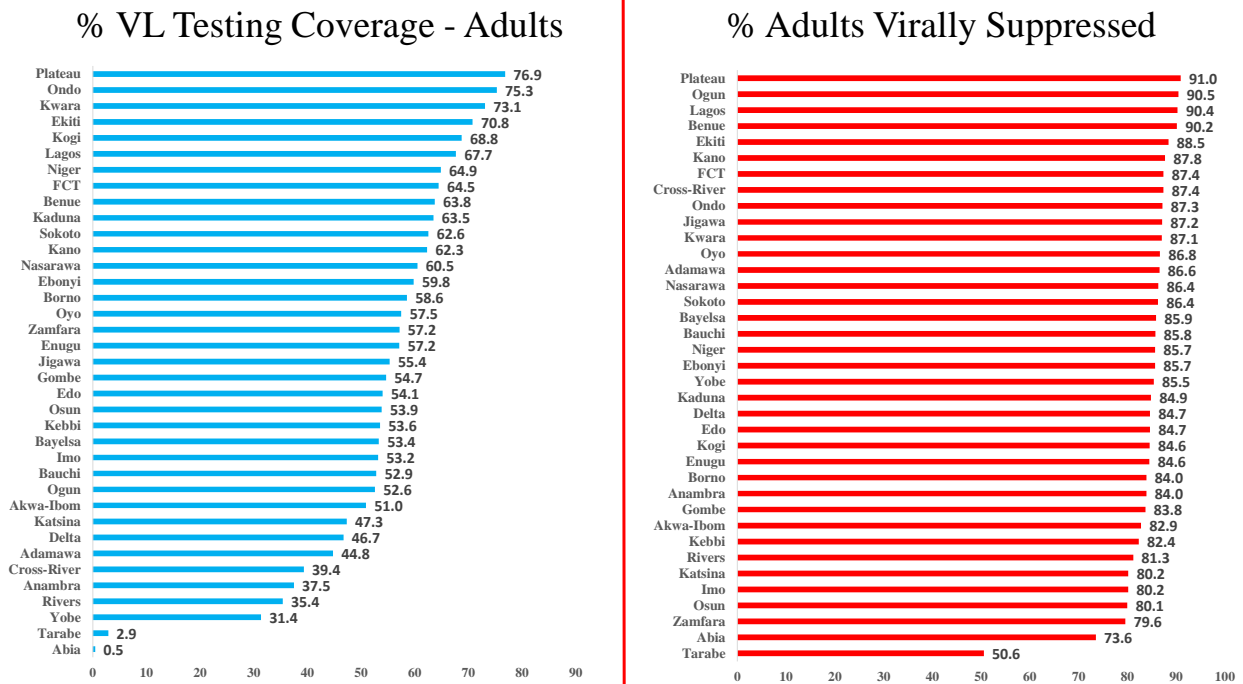 % VL Testing Coverage - Adults
Plateau 76.9
Ondo 75.3
Kwara 73.1
Ekiti 70.8
Kogi 68.8
Lagos 67.7
Niger 64.9
FCT 64.5
Benue 63.8
Kaduna 63.5
Sokoto 62.6
Kano 62.3
Nasarawa 60.5
Ebonyi 59.8
Borno 58.6
Oyo 57.5
Zamfara 57.2
Enugu 57.2
Jigawa 55.4
Gombe 54.7
Edo 54.1
Osun 53.9
Kebbi 53.6
Bayelsa 53.4
Imo 53.2
Bauchi 52.9
Ogun 52.6
Akwa-Ibom 51.0
Katsina 47.3
Delta 46.7
Adamawa 44.8
Cross-River 39.4
Anambra 37.5
Rivers 35.4
Yobe 31.4
Tarabe 2.9
Abia 0.5
0 10 20 30 40 50 60 70 80 90
% Adults Virally Suppressed
Plateau 91.0
Ogun 90.5
Lagos 90.4
Benue 90.2
Ekiti 88.5
Kano 87.8
FCT 87.4
Cross-River 87.4
Ondo 87.3
Jigawa 87.2
Kwara 87.1
Oyo 86.8
Adamawa 86.6
Nasarawa 86.4
Sokoto 86.4
Bayelsa 85.9
Bauchi 85.8
Niger 85.7
Ebonyi 85.7
Yobe 85.5
Kaduna 84.9
Delta 84.7
Edo 84.7
Kogi 84.6
Enugu 84.6
Borno 84.0
Anambra 84.0
Gombe 83.8
Akwa-Ibom 82.9
Kebbi 82.4
Rivers 81.3
Katsina 80.2
Imo 80.2
Osun 80.1
Zamfara 79.6
Abia 73.6
Tarabe 50.6
0 10 20 30 40 50 60 70 80 90 100